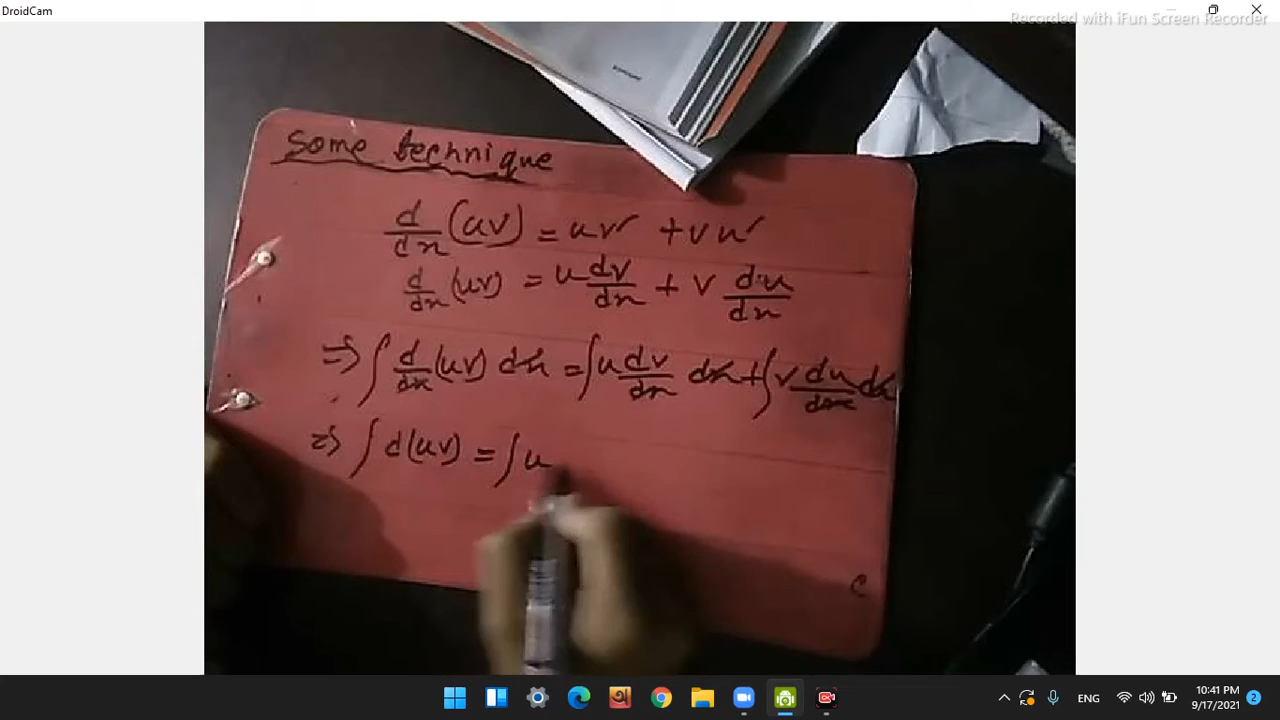 DroidCam
Recorded with iFun Screen Recorder
Some technique
d/dx (uv) = uv' + vu'
d/dx (uv) = u dv/dx + v du/dx
⇒ ∫ d/dx (uv) dx = ∫ u dv/dx dx + ∫ v du/dx dx
⇒ ∫ d(uv) = ∫ u
C
ENG
10:41 PM
9/17/2021
2